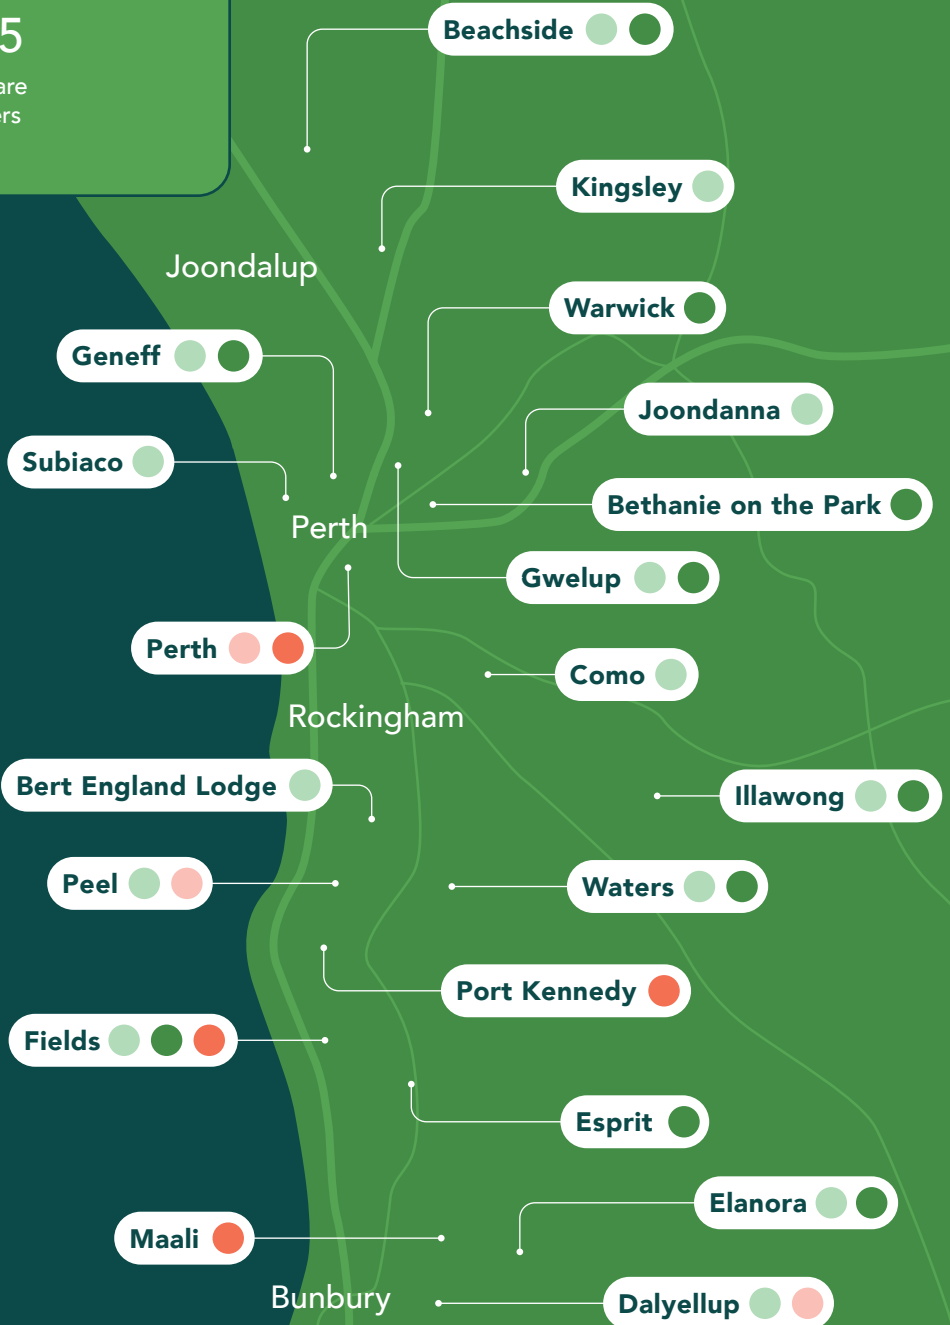 5
are
Beachside
Kingsley
Joondalup
Warwick
Geneff
Joondanna
Subiaco
Bethanie on the Park
Perth
Gwelup
Perth
Como
Rockingham
Bert England Lodge
Illawong
Peel
Waters
Port Kennedy
Fields
Esprit
Elanora
Maali
Bunbury
Dalyellup